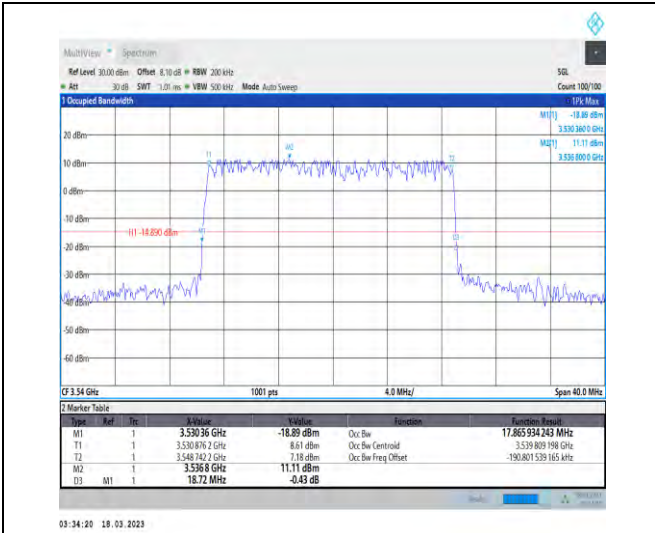 MultiView Spectrum
Ref Level 30.00 dBm Offset 8.10 dB RBW 200 kHz SGL
Att 30 dB SWT 1.01 ms VBW 500 kHz Mode Auto Sweep Count 100/100
1 Occupied Bandwidth 1Pk Max
M1[1] -18.89 dBm
3.530 360 0 GHz
M2[1] 11.11 dBm
3.536 800 0 GHz
20 dBm
T1 M2 T2
10 dBm
0 dBm
-10 dBm
H1 -14.890 dBm M1
D3
-20 dBm
-30 dBm
-40 dBm
-50 dBm
-60 dBm
CF 3.54 GHz 1001 pts 4.0 MHz/ Span 40.0 MHz
2 Marker Table
Type Ref Trc X-Value Y-Value Function Function Result
M1 1 3.53036 GHz -18.89 dBm Occ Bw 17.865 934 243 MHz
T1 1 3.530 876 2 GHz 8.61 dBm Occ Bw Centroid 3.539 809 198 GHz
T2 1 3.548 742 2 GHz 7.18 dBm Occ Bw Freq Offset -190.801 539 165 kHz
M2 1 3.5368 GHz 11.11 dBm
D3 M1 1 18.72 MHz -0.43 dB
03:34:20 18.03.2023